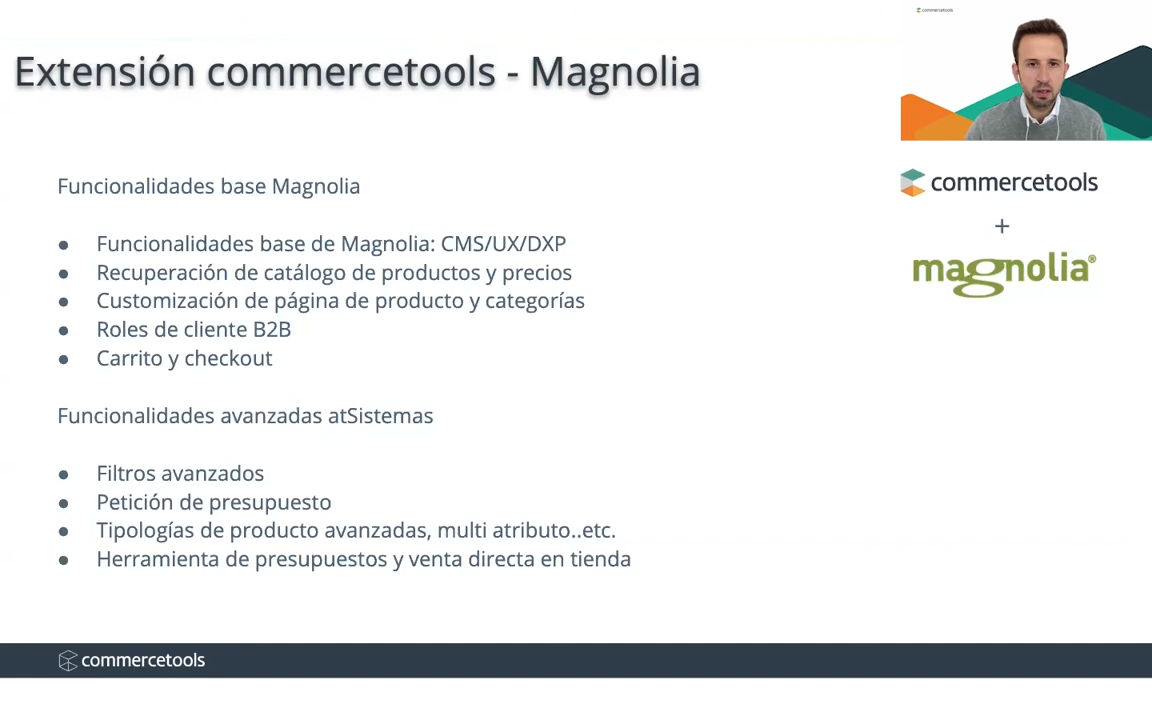 commercetools
Extensión commercetools - Magnolia
commercetools
+
magnolia®
Funcionalidades base Magnolia
● Funcionalidades base de Magnolia: CMS/UX/DXP
● Recuperación de catálogo de productos y precios
● Customización de página de producto y categorías
● Roles de cliente B2B
● Carrito y checkout
Funcionalidades avanzadas atSistemas
● Filtros avanzados
● Petición de presupuesto
● Tipologías de producto avanzadas, multi atributo..etc.
● Herramienta de presupuestos y venta directa en tienda
commercetools